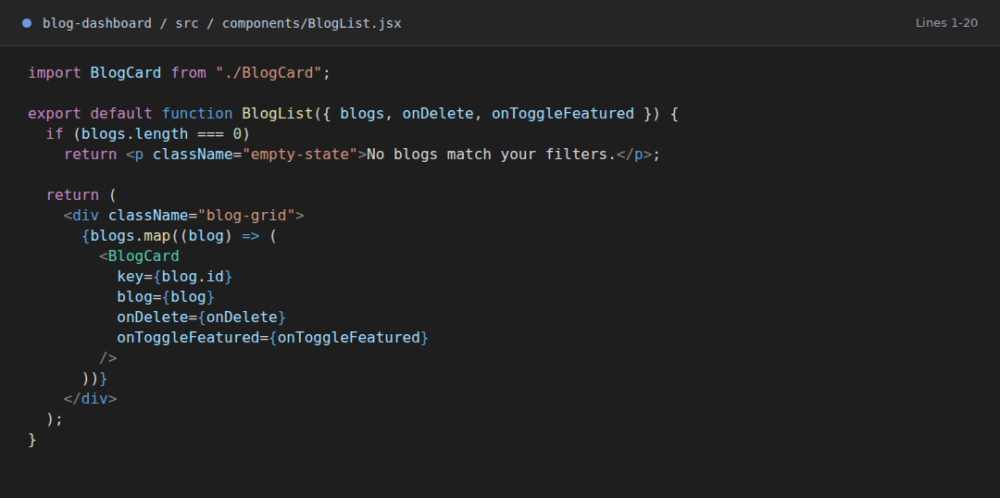 blog-dashboard / src / components/BlogList.jsx
Lines 1-20
import BlogCard from "./BlogCard";

export default function BlogList({ blogs, onDelete, onToggleFeatured }) {
  if (blogs.length === 0)
    return <p className="empty-state">No blogs match your filters.</p>;

  return (
    <div className="blog-grid">
      {blogs.map((blog) => (
        <BlogCard
          key={blog.id}
          blog={blog}
          onDelete={onDelete}
          onToggleFeatured={onToggleFeatured}
        />
      ))}
    </div>
  );
}